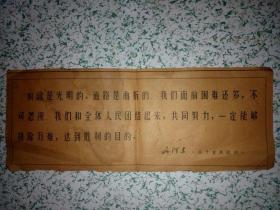 前途是光明的，道路是曲折的。我们面前困难还多，不
可忽视。我们和全体人民团结起来，共同努力，一定能够
排除万难，达到胜利的目的。
毛泽东